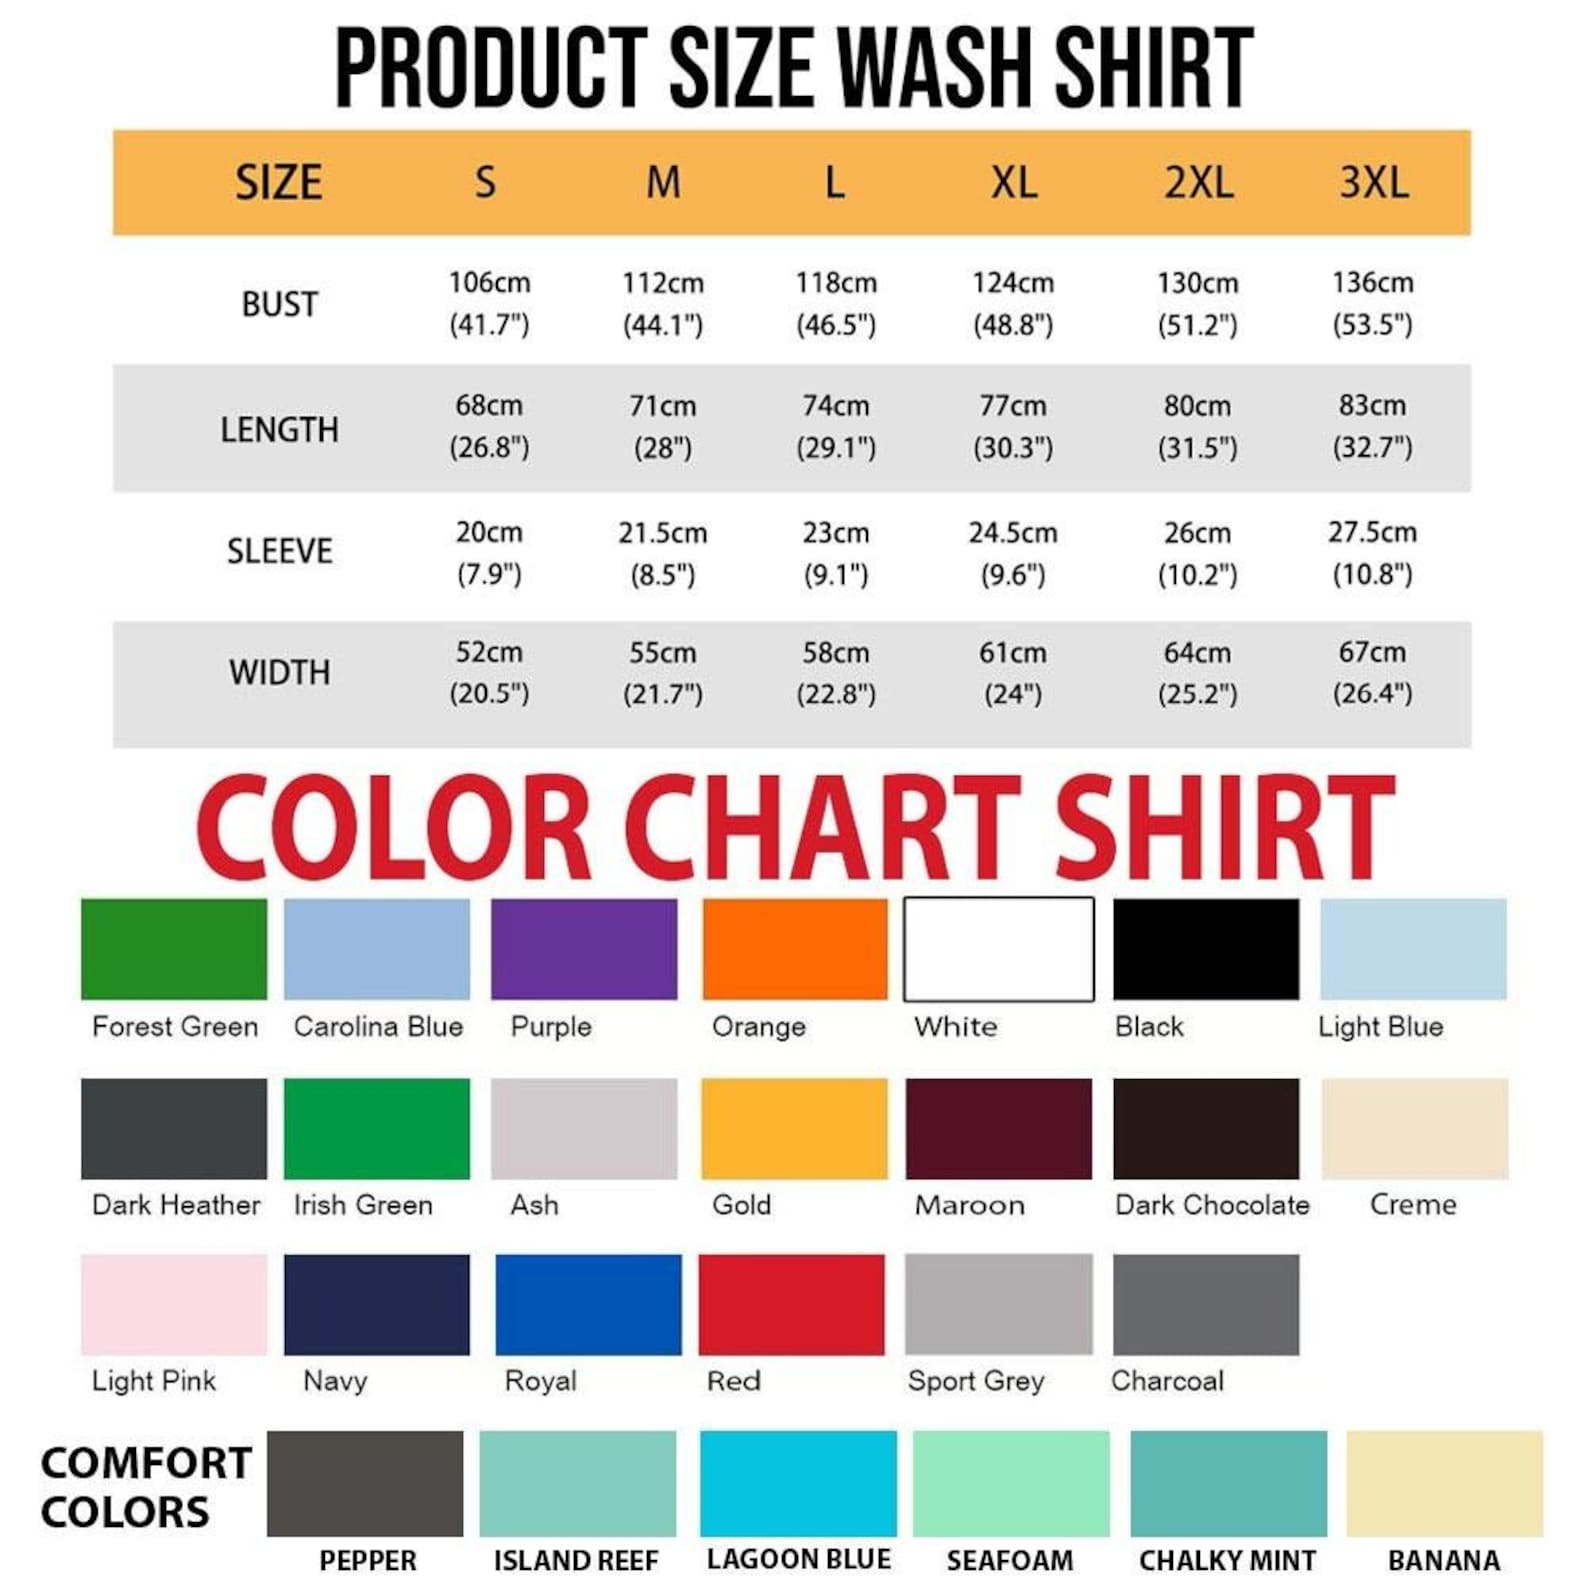 PRODUCT SIZE WASH SHIRT
SIZE S M L XL 2XL 3XL
BUST 106cm 112cm 118cm 124cm 130cm 136cm
(41.7") (44.1") (46.5") (48.8") (51.2") (53.5")
LENGTH 68cm 71cm 74cm 77cm 80cm 83cm
(26.8") (28") (29.1") (30.3") (31.5") (32.7")
SLEEVE 20cm 21.5cm 23cm 24.5cm 26cm 27.5cm
(7.9") (8.5") (9.1") (9.6") (10.2") (10.8")
WIDTH 52cm 55cm 58cm 61cm 64cm 67cm
(20.5") (21.7") (22.8") (24") (25.2") (26.4")
COLOR CHART SHIRT
Forest Green Carolina Blue Purple Orange White Black Light Blue
Dark Heather Irish Green Ash Gold Maroon Dark Chocolate Creme
Light Pink Navy Royal Red Sport Grey Charcoal
COMFORT
COLORS
PEPPER ISLAND REEF LAGOON BLUE SEAFOAM CHALKY MINT BANANA